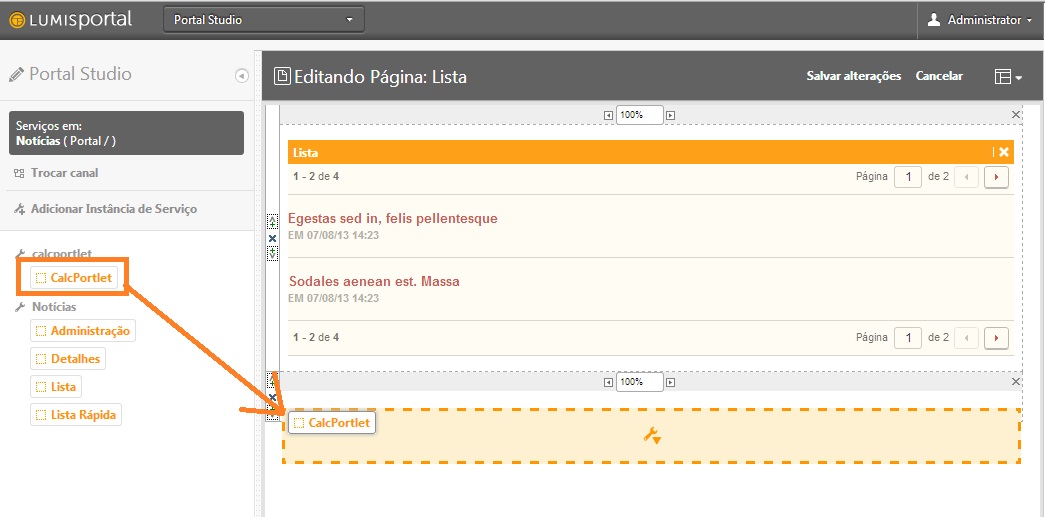 LUMISPORTAL
Portal Studio
Administrator
Portal Studio
Editando Página: Lista
Salvar alterações
Cancelar
Serviços em:
Notícias ( Portal / )
Trocar canal
Adicionar Instância de Serviço
calcportlet
CalcPortlet
Notícias
Administração
Detalhes
Lista
Lista Rápida
100%
Lista
1 - 2 de 4
Página 1 de 2
Egestas sed in, felis pellentesque
EM 07/08/13 14:23
Sodales aenean est. Massa
EM 07/08/13 14:23
1 - 2 de 4
Página 1 de 2
100%
CalcPortlet